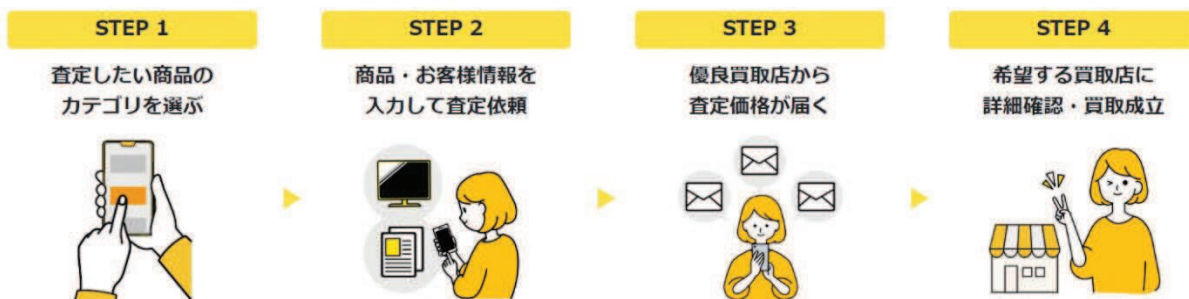 STEP 1
査定したい商品の
カテゴリを選ぶ
STEP 2
商品・お客様情報を
入力して査定依頼
STEP 3
優良買取店から
査定価格が届く
STEP 4
希望する買取店に
詳細確認・買取成立